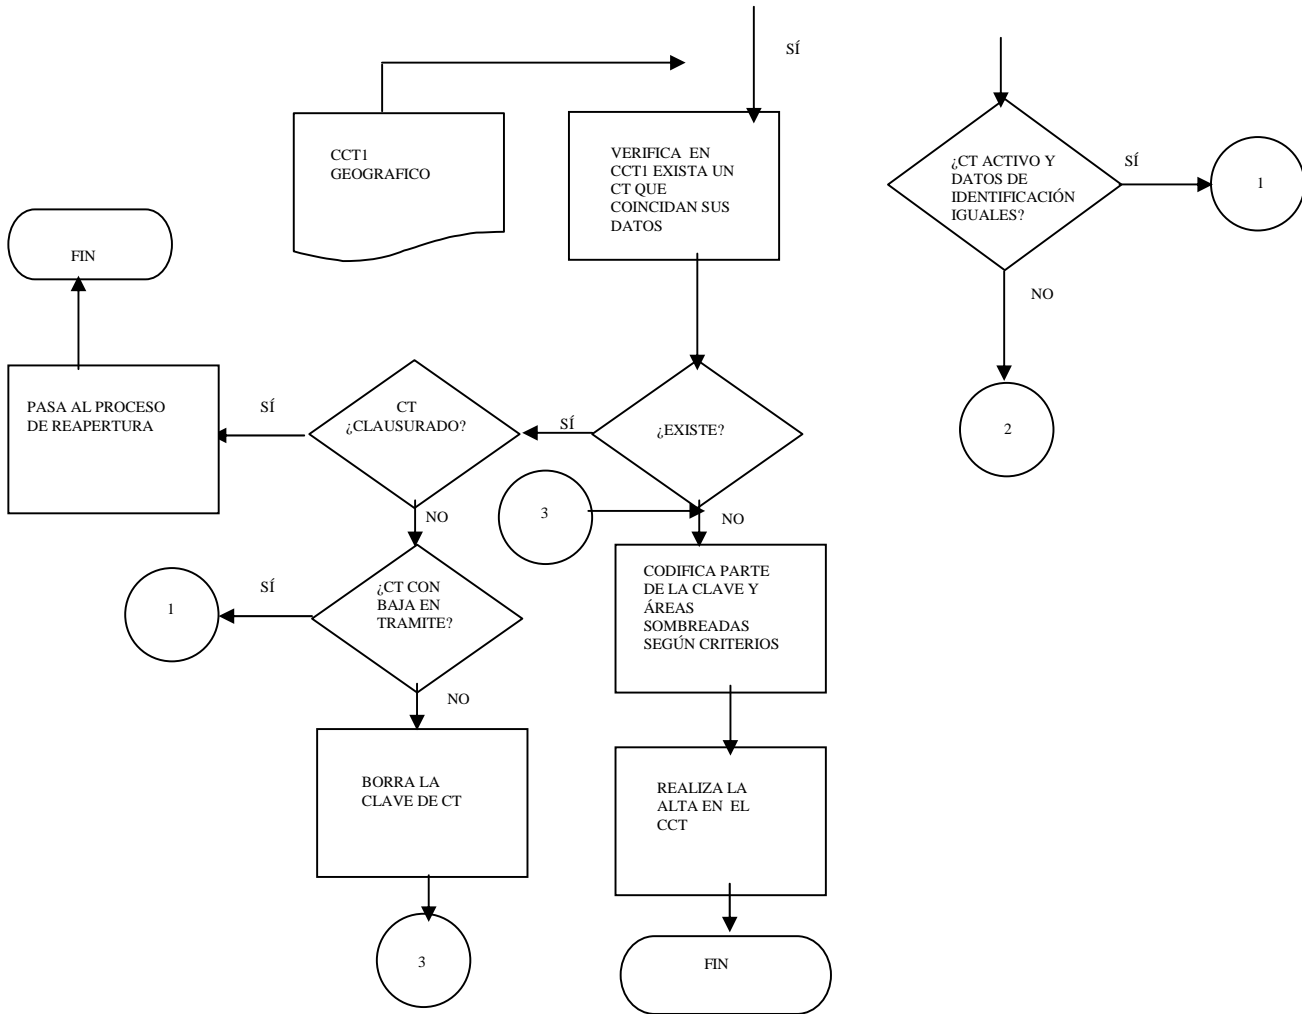 SÍ
CCT1
GEOGRAFICO
VERIFICA EN
CCT1 EXISTA UN
CT QUE
COINCIDAN SUS
DATOS
¿CT ACTIVO Y
DATOS DE
IDENTIFICACIÓN
IGUALES?
SÍ
1
FIN
NO
2
PASA AL PROCESO
DE REAPERTURA
SÍ
CT
¿CLAUSURADO?
SÍ
¿EXISTE?
NO
3
NO
1
SÍ
¿CT CON
BAJA EN
TRAMITE?
CODIFICA PARTE
DE LA CLAVE Y
ÁREAS
SOMBREADAS
SEGÚN CRITERIOS
NO
BORRA LA
CLAVE DE CT
REALIZA LA
ALTA EN EL
CCT
3
FIN